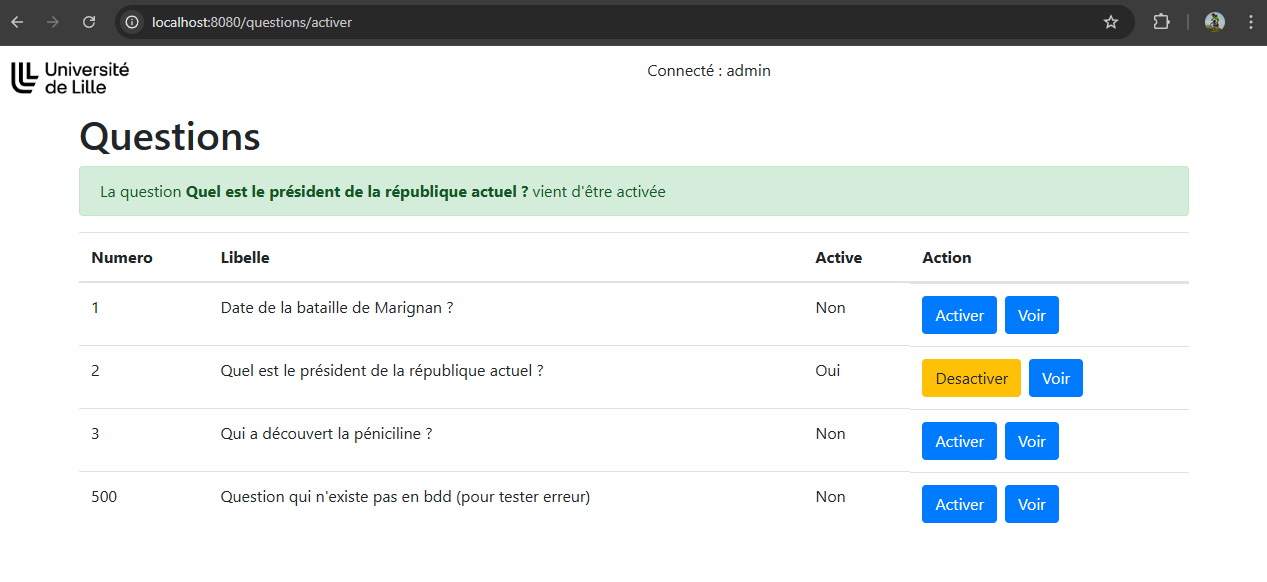 localhost:8080/questions/activer
Université
de Lille
Connecté : admin
Questions
La question Quel est le président de la république actuel ? vient d'être activée
Numero Libelle Active Action
1 Date de la bataille de Marignan ? Non Activer Voir
2 Quel est le président de la république actuel ? Oui Desactiver Voir
3 Qui a découvert la péniciline ? Non Activer Voir
500 Question qui n'existe pas en bdd (pour tester erreur) Non Activer Voir